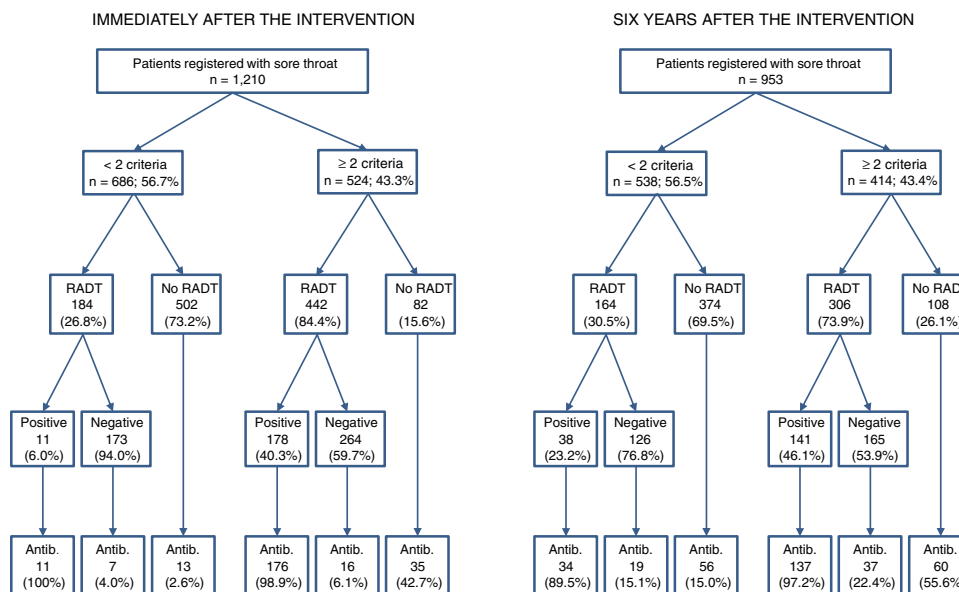 IMMEDIATELY AFTER THE INTERVENTION
Patients registered with sore throat
n = 1,210
< 2 criteria
n = 686; 56.7%
≥ 2 criteria
n = 524; 43.3%
RADT
184
(26.8%)
No RADT
502
(73.2%)
RADT
442
(84.4%)
No RADT
82
(15.6%)
Positive
11
(6.0%)
Negative
173
(94.0%)
Positive
178
(40.3%)
Negative
264
(59.7%)
Antib.
11
(100%)
Antib.
7
(4.0%)
Antib.
13
(2.6%)
Antib.
176
(98.9%)
Antib.
16
(6.1%)
Antib.
35
(42.7%)
SIX YEARS AFTER THE INTERVENTION
Patients registered with sore throat
n = 953
< 2 criteria
n = 538; 56.5%
≥ 2 criteria
n = 414; 43.4%
RADT
164
(30.5%)
No RADT
374
(69.5%)
RADT
306
(73.9%)
No RAD
108
(26.1%)
Positive
38
(23.2%)
Negative
126
(76.8%)
Positive
141
(46.1%)
Negative
165
(53.9%)
Antib.
34
(89.5%)
Antib.
19
(15.1%)
Antib.
56
(15.0%)
Antib.
137
(97.2%)
Antib.
37
(22.4%)
Antib.
60
(55.6%